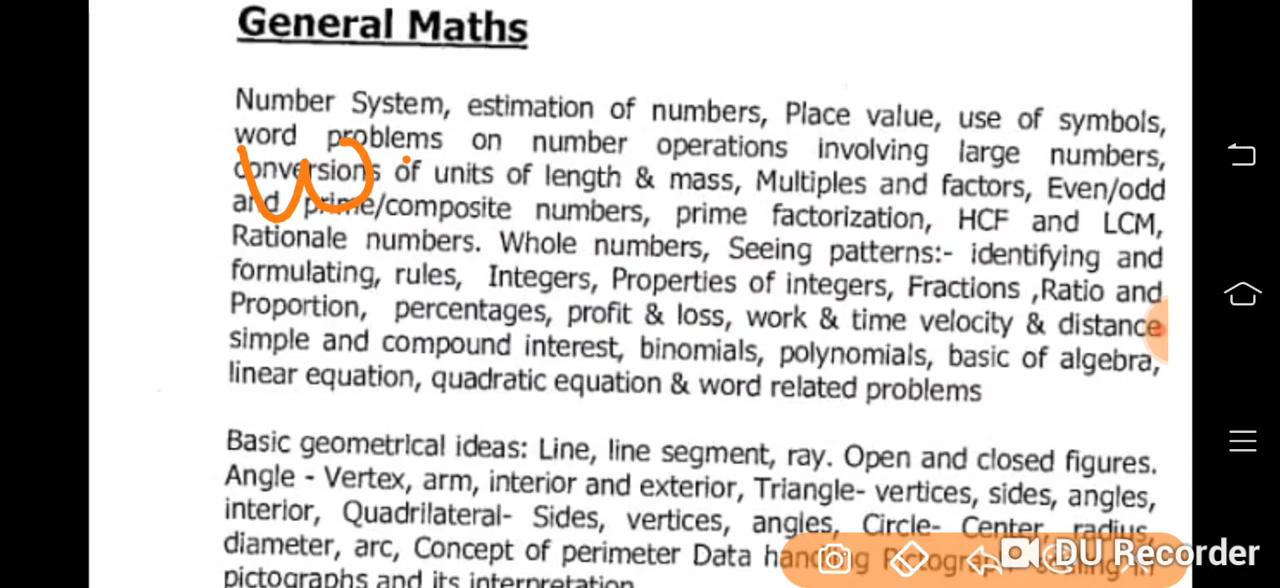 General Maths
Number System, estimation of numbers, Place value, use of symbols,
word problems on number operations involving large numbers,
conversions of units of length & mass, Multiples and factors, Even/odd
and prime/composite numbers, prime factorization, HCF and LCM,
Rationale numbers. Whole numbers, Seeing patterns:- identifying and
formulating, rules, Integers, Properties of integers, Fractions ,Ratio and
Proportion, percentages, profit & loss, work & time velocity & distance
simple and compound interest, binomials, polynomials, basic of algebra,
linear equation, quadratic equation & word related problems
Basic geometrical ideas: Line, line segment, ray. Open and closed figures.
Angle - Vertex, arm, interior and exterior, Triangle- vertices, sides, angles,
interior, Quadrilateral- Sides, vertices, angles, Circle- Center, radius,
diameter, arc, Concept of perimeter Data
pictographs and its interpretation
DU Recorder